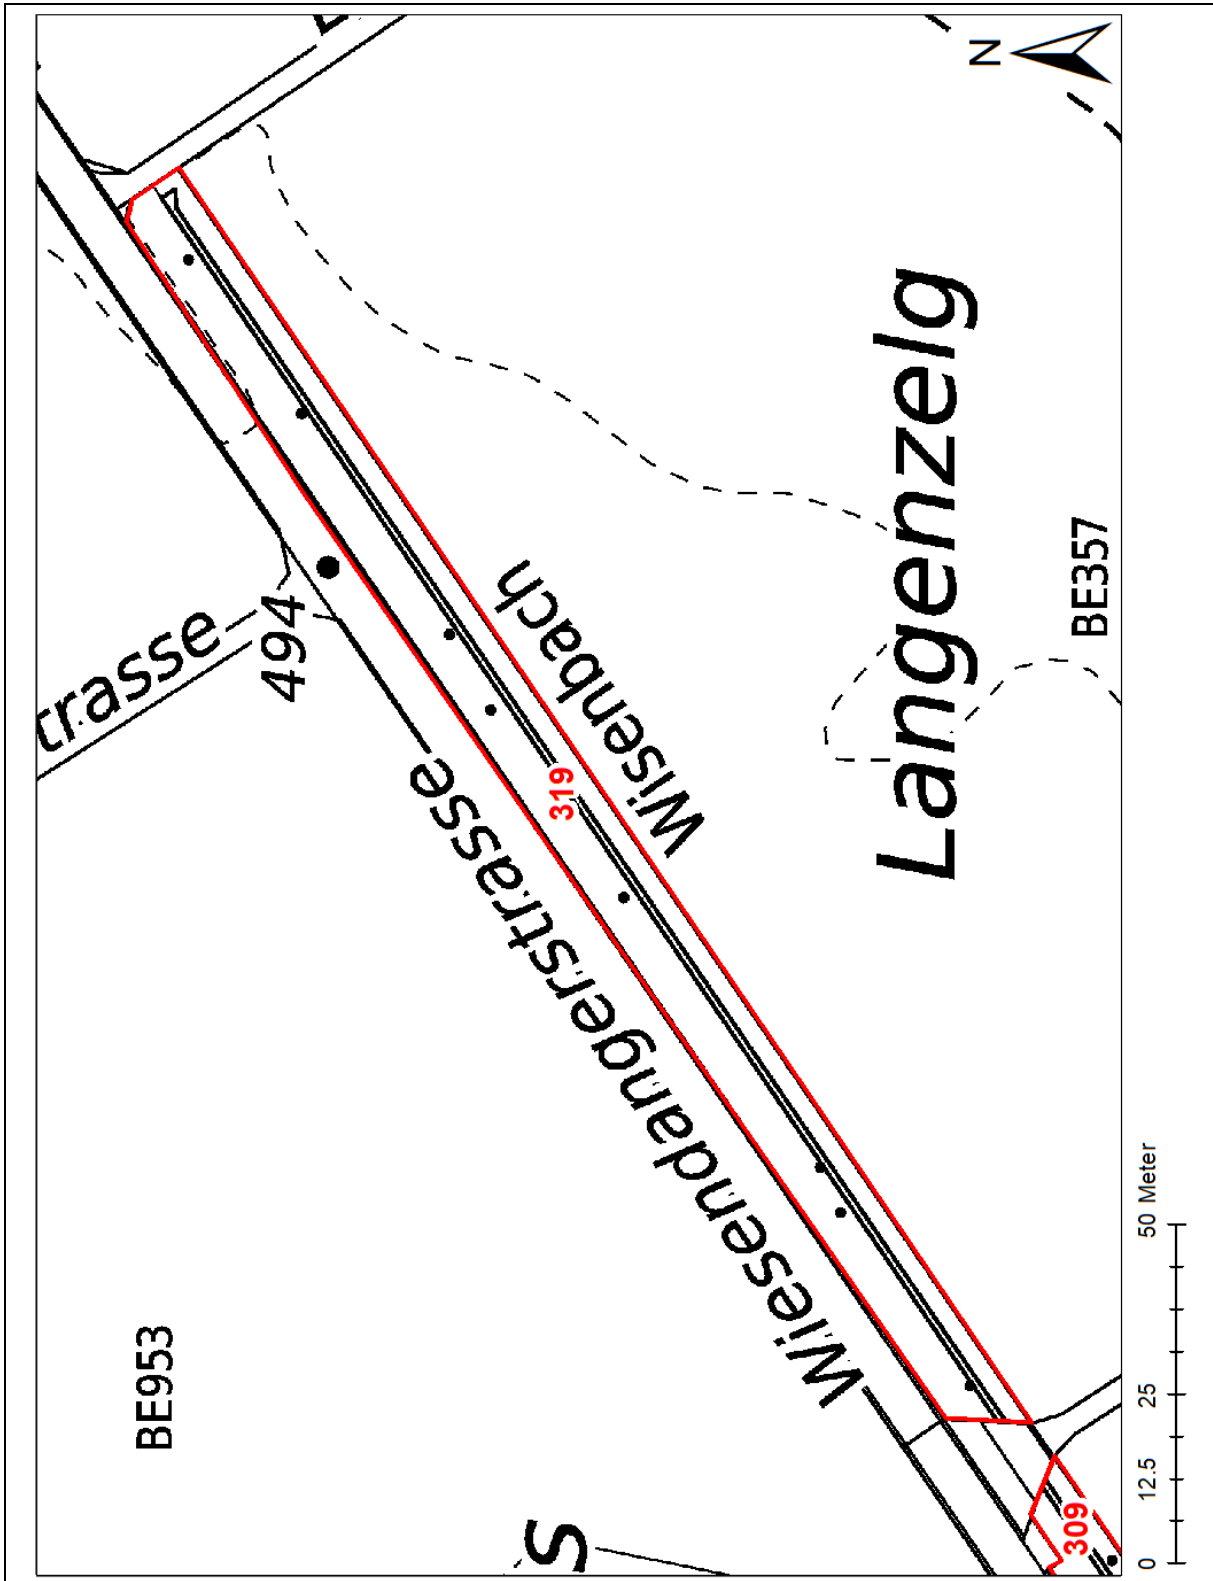 N
trasse
494
Wiesendangerstrasse
Wisenbach
319
Langenzelg
BE357
BE953
S
309
0 12.5 25 50 Meter